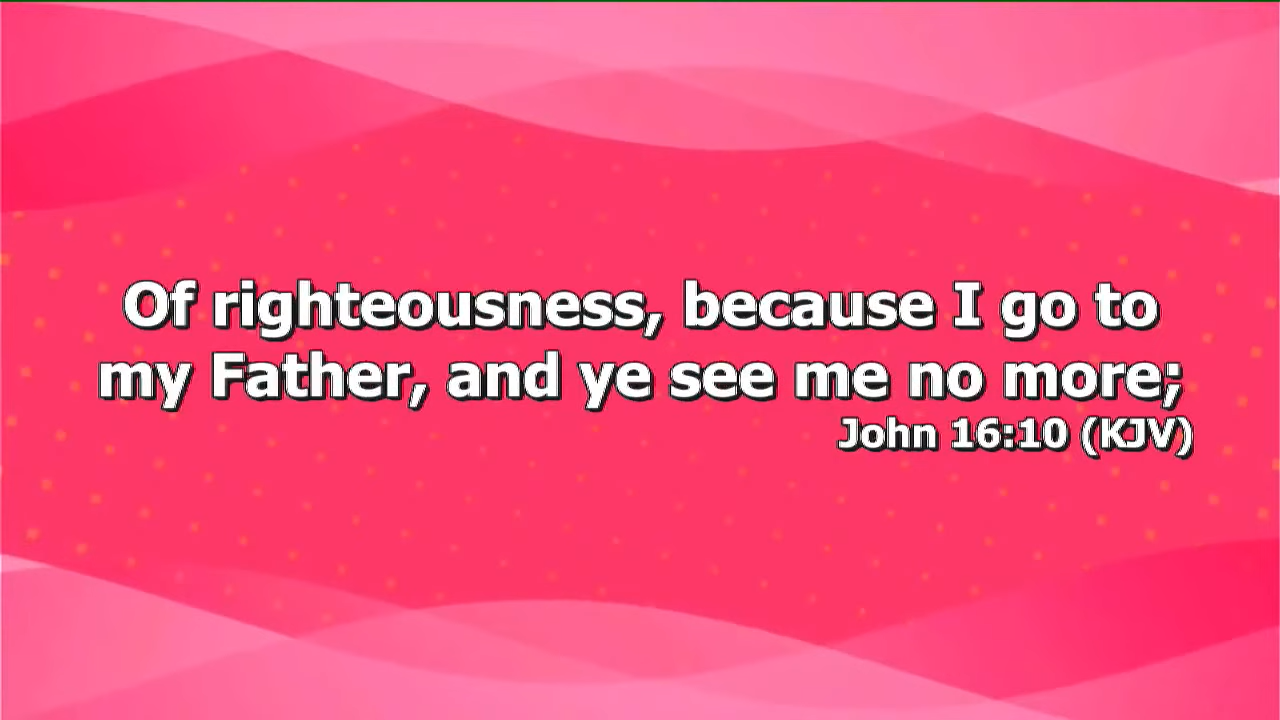 Of righteousness, because I go to
my Father, and ye see me no more;
John 16:10 (KJV)